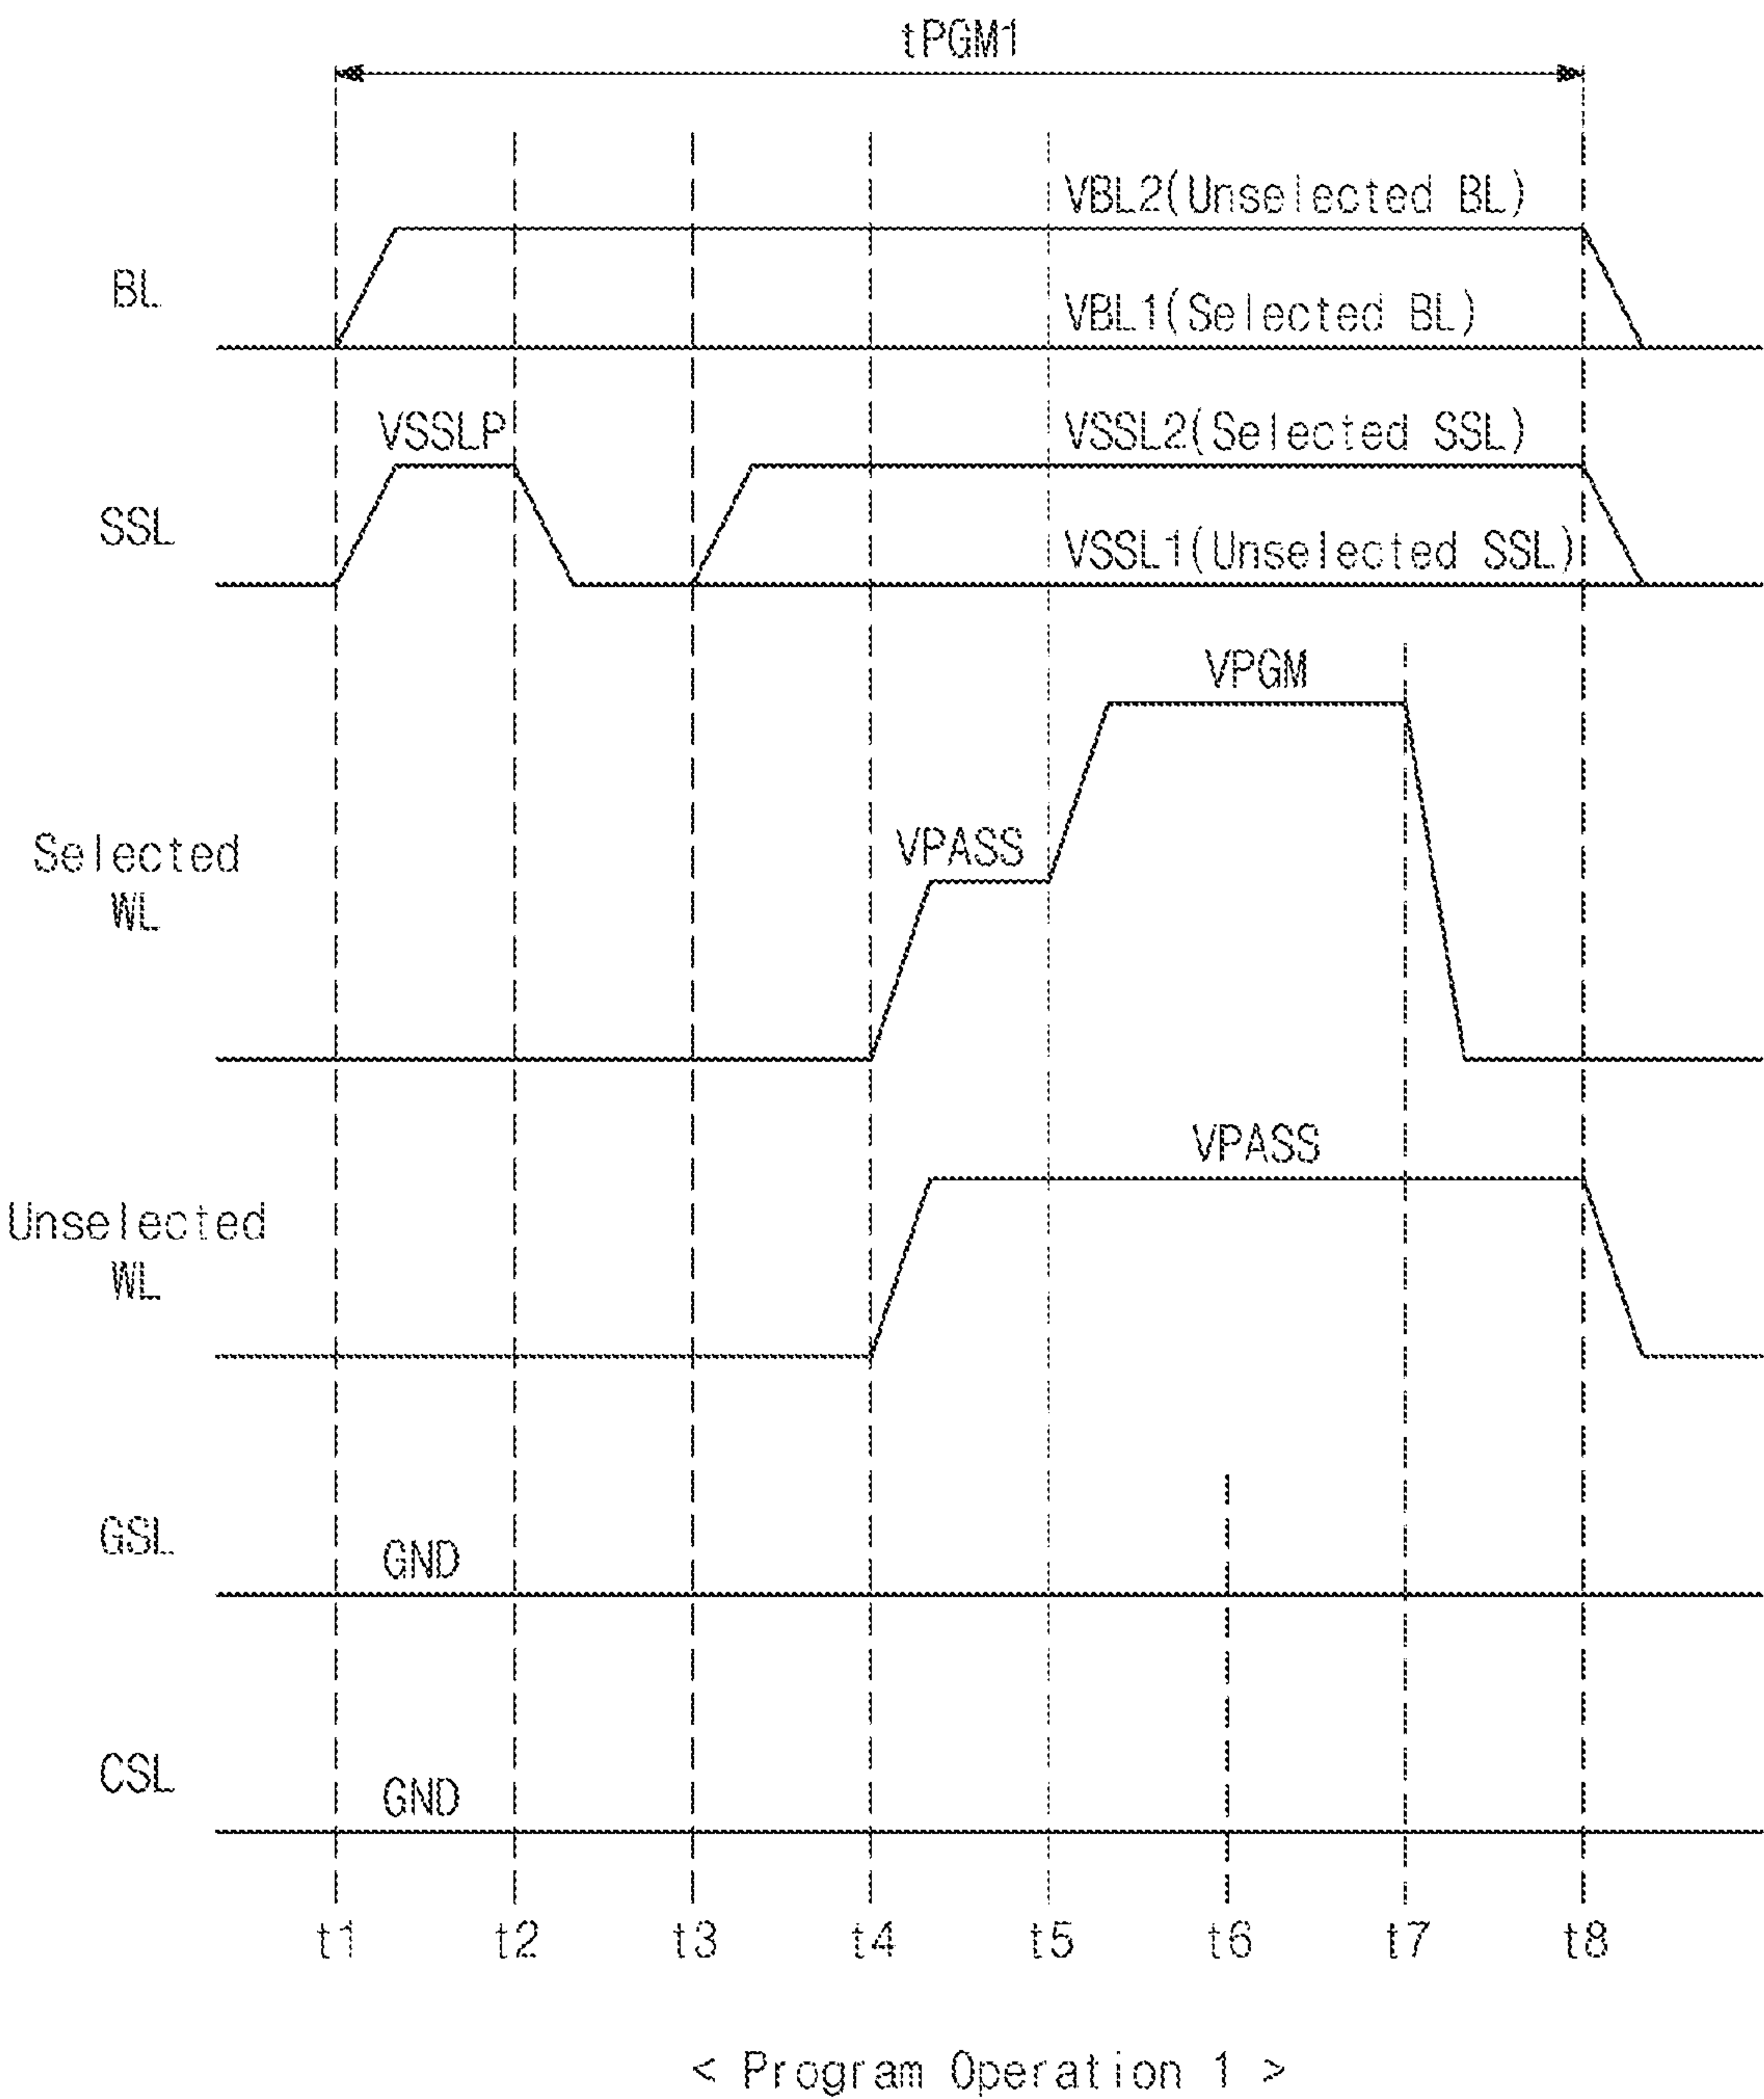 tPGM1
VBL2(Unselected BL)
BL
VBL1(Selected BL)
VSSLP
VSSL2(Selected SSL)
SSL
VSSL1(Unselected SSL)
VPGM
VPASS
Selected
WL
VPASS
Unselected
WL
GSL
GND
CSL
GND
t1 t2 t3 t4 t5 t6 t7 t8
< Program Operation 1 >